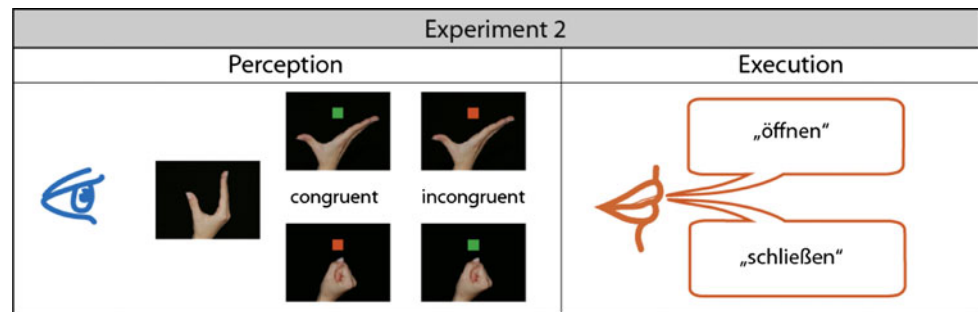 Experiment 2
Perception
Execution
„öffnen“
congruent
incongruent
„schließen“